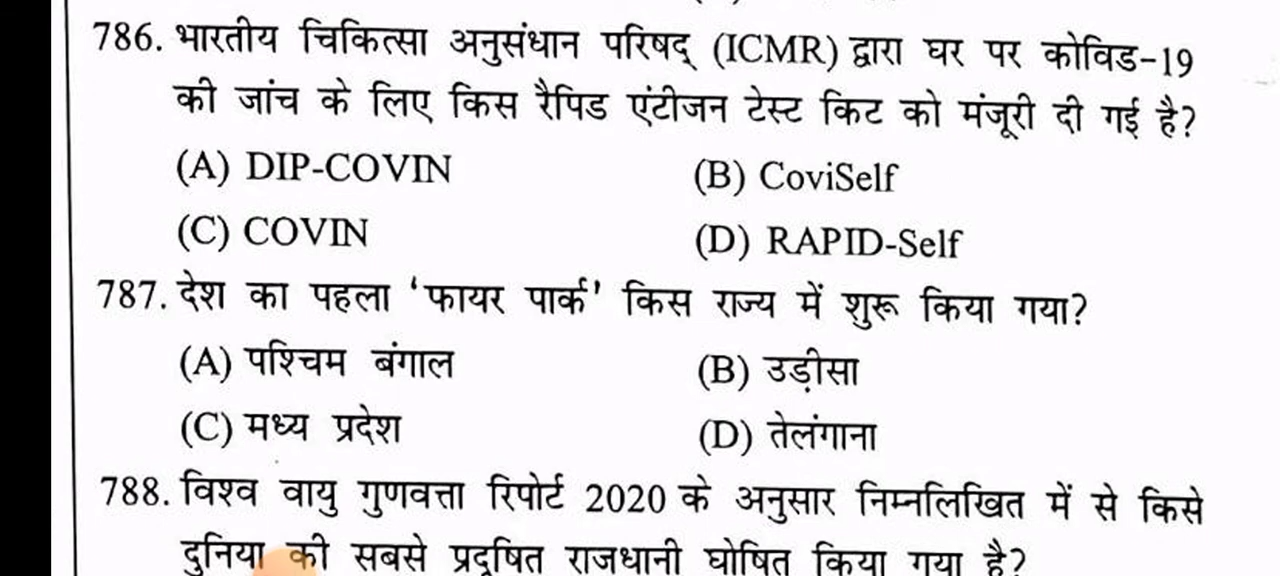 786. भारतीय चिकित्सा अनुसंधान परिषद् (ICMR) द्वारा घर पर कोविड-19
की जांच के लिए किस रैपिड एंटीजन टेस्ट किट को मंजूरी दी गई है?
(A) DIP-COVIN (B) CoviSelf
(C) COVIN (D) RAPID-Self
787. देश का पहला ‘फायर पार्क’ किस राज्य में शुरू किया गया?
(A) पश्चिम बंगाल (B) उड़ीसा
(C) मध्य प्रदेश (D) तेलंगाना
788. विश्व वायु गुणवत्ता रिपोर्ट 2020 के अनुसार निम्नलिखित में से किसे
दुनिया की सबसे प्रदूषित राजधानी घोषित किया गया है?